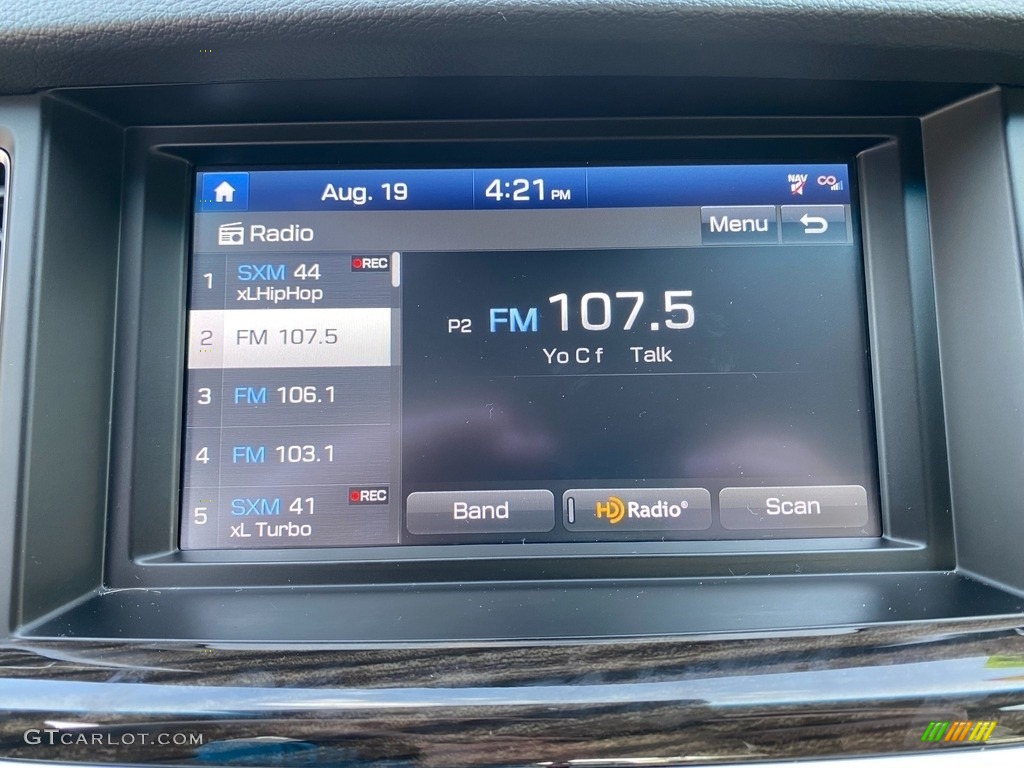 Aug. 19 4:21 PM NAV
Radio Menu
1 SXM 44 REC
xLHipHop
P2 FM 107.5
2 FM 107.5
Yo C f Talk
3 FM 106.1
4 FM 103.1
5 SXM 41 REC
xL Turbo
Band HD Radio® Scan
GTCARLOT.COM